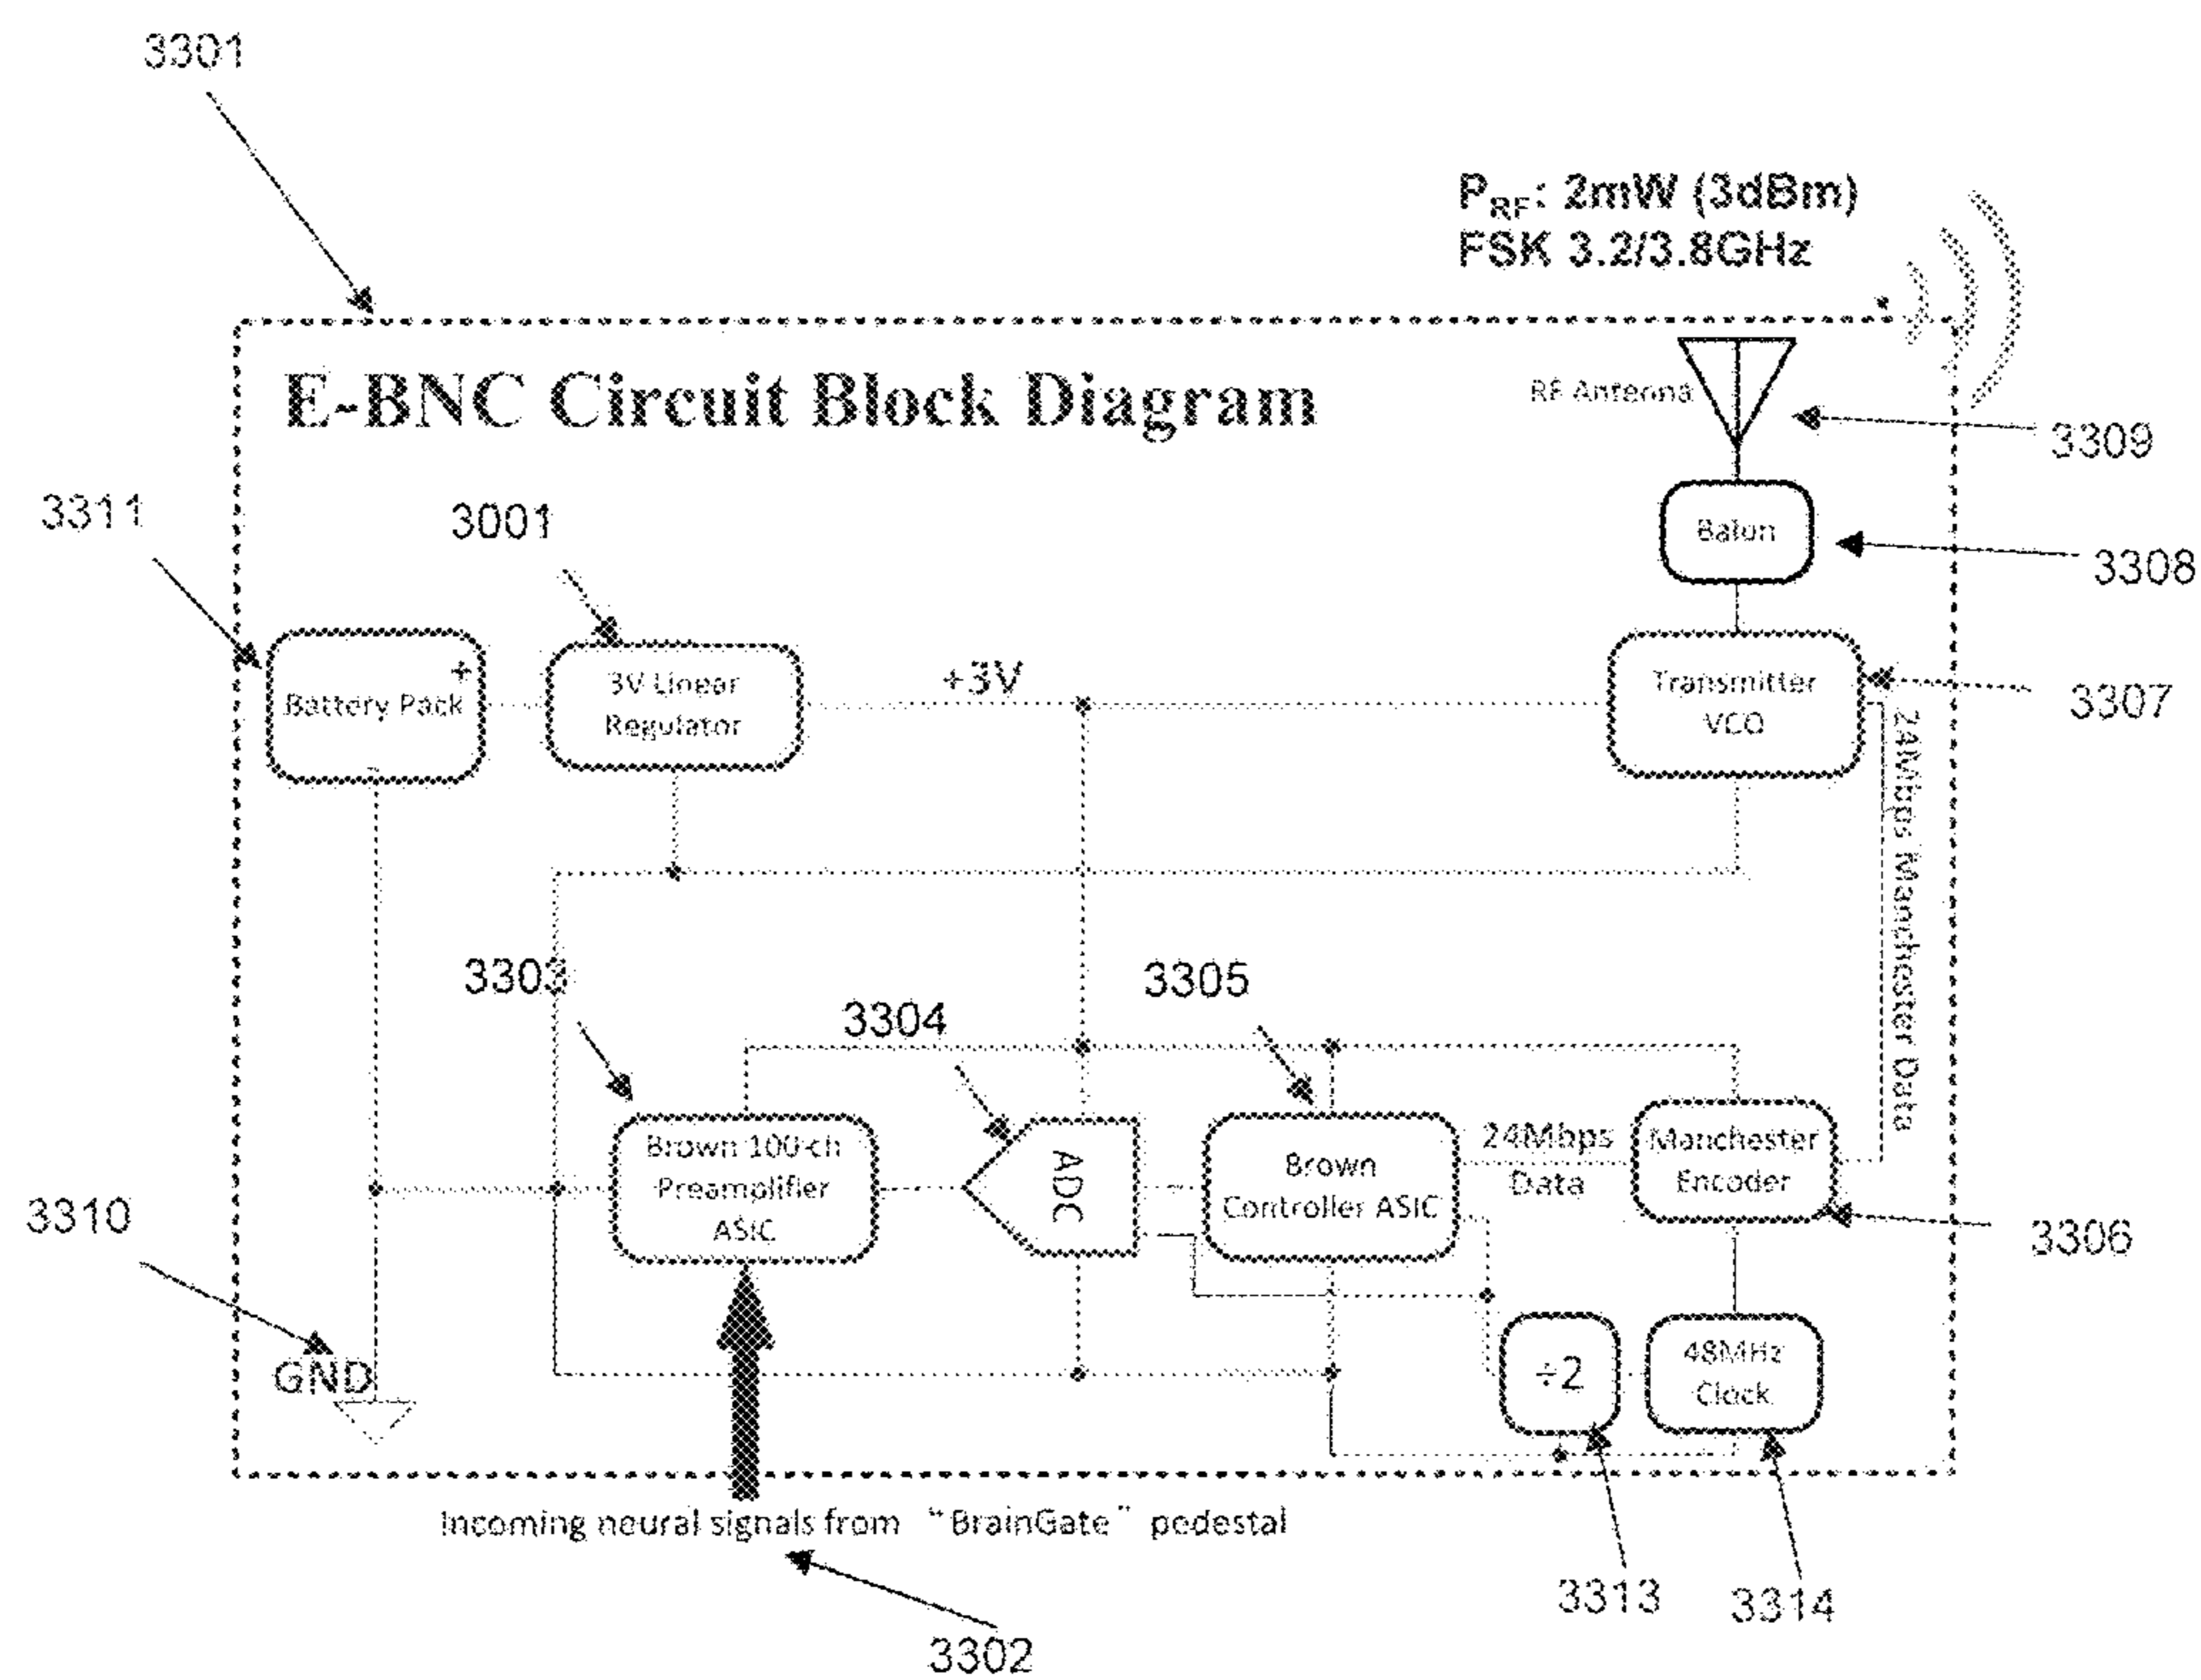 3301
P_RF: 2mW (3dBm)
FSK 3.2/3.8GHz
E-BNC Circuit Block Diagram
RF Antenna
3309
3311
3001
Balun
3308
+
Battery Pack
-
3V Linear
Regulator
+3V
Transmitter
VCO
3307
24Mbps Manchester Data
3303
3304
3305
Brown 100-ch
Preamplifier
ASIC
ADC
Brown
Controller ASIC
24Mbps
Data
Manchester
Encoder
3306
3310
GND
÷2
48MHz
Clock
Incoming neural signals from “BrainGate” pedestal
3313
3314
3302